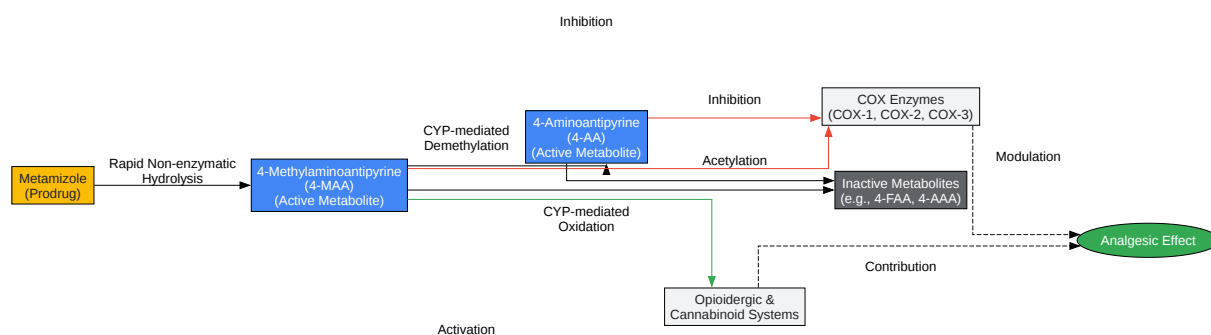 Inhibition
COX Enzymes
(COX-1, COX-2, COX-3)
Inhibition
4-Aminoantipyrine
(4-AA)
(Active Metabolite)
CYP-mediated
Demethylation
Acetylation
Modulation
Rapid Non-enzymatic
Hydrolysis
Metamizole
(Prodrug)
4-Methylaminoantipyrine
(4-MAA)
(Active Metabolite)
Inactive Metabolites
(e.g., 4-FAA, 4-AAA)
CYP-mediated
Oxidation
Analgesic Effect
Contribution
Opioidergic &
Cannabinoid Systems
Activation